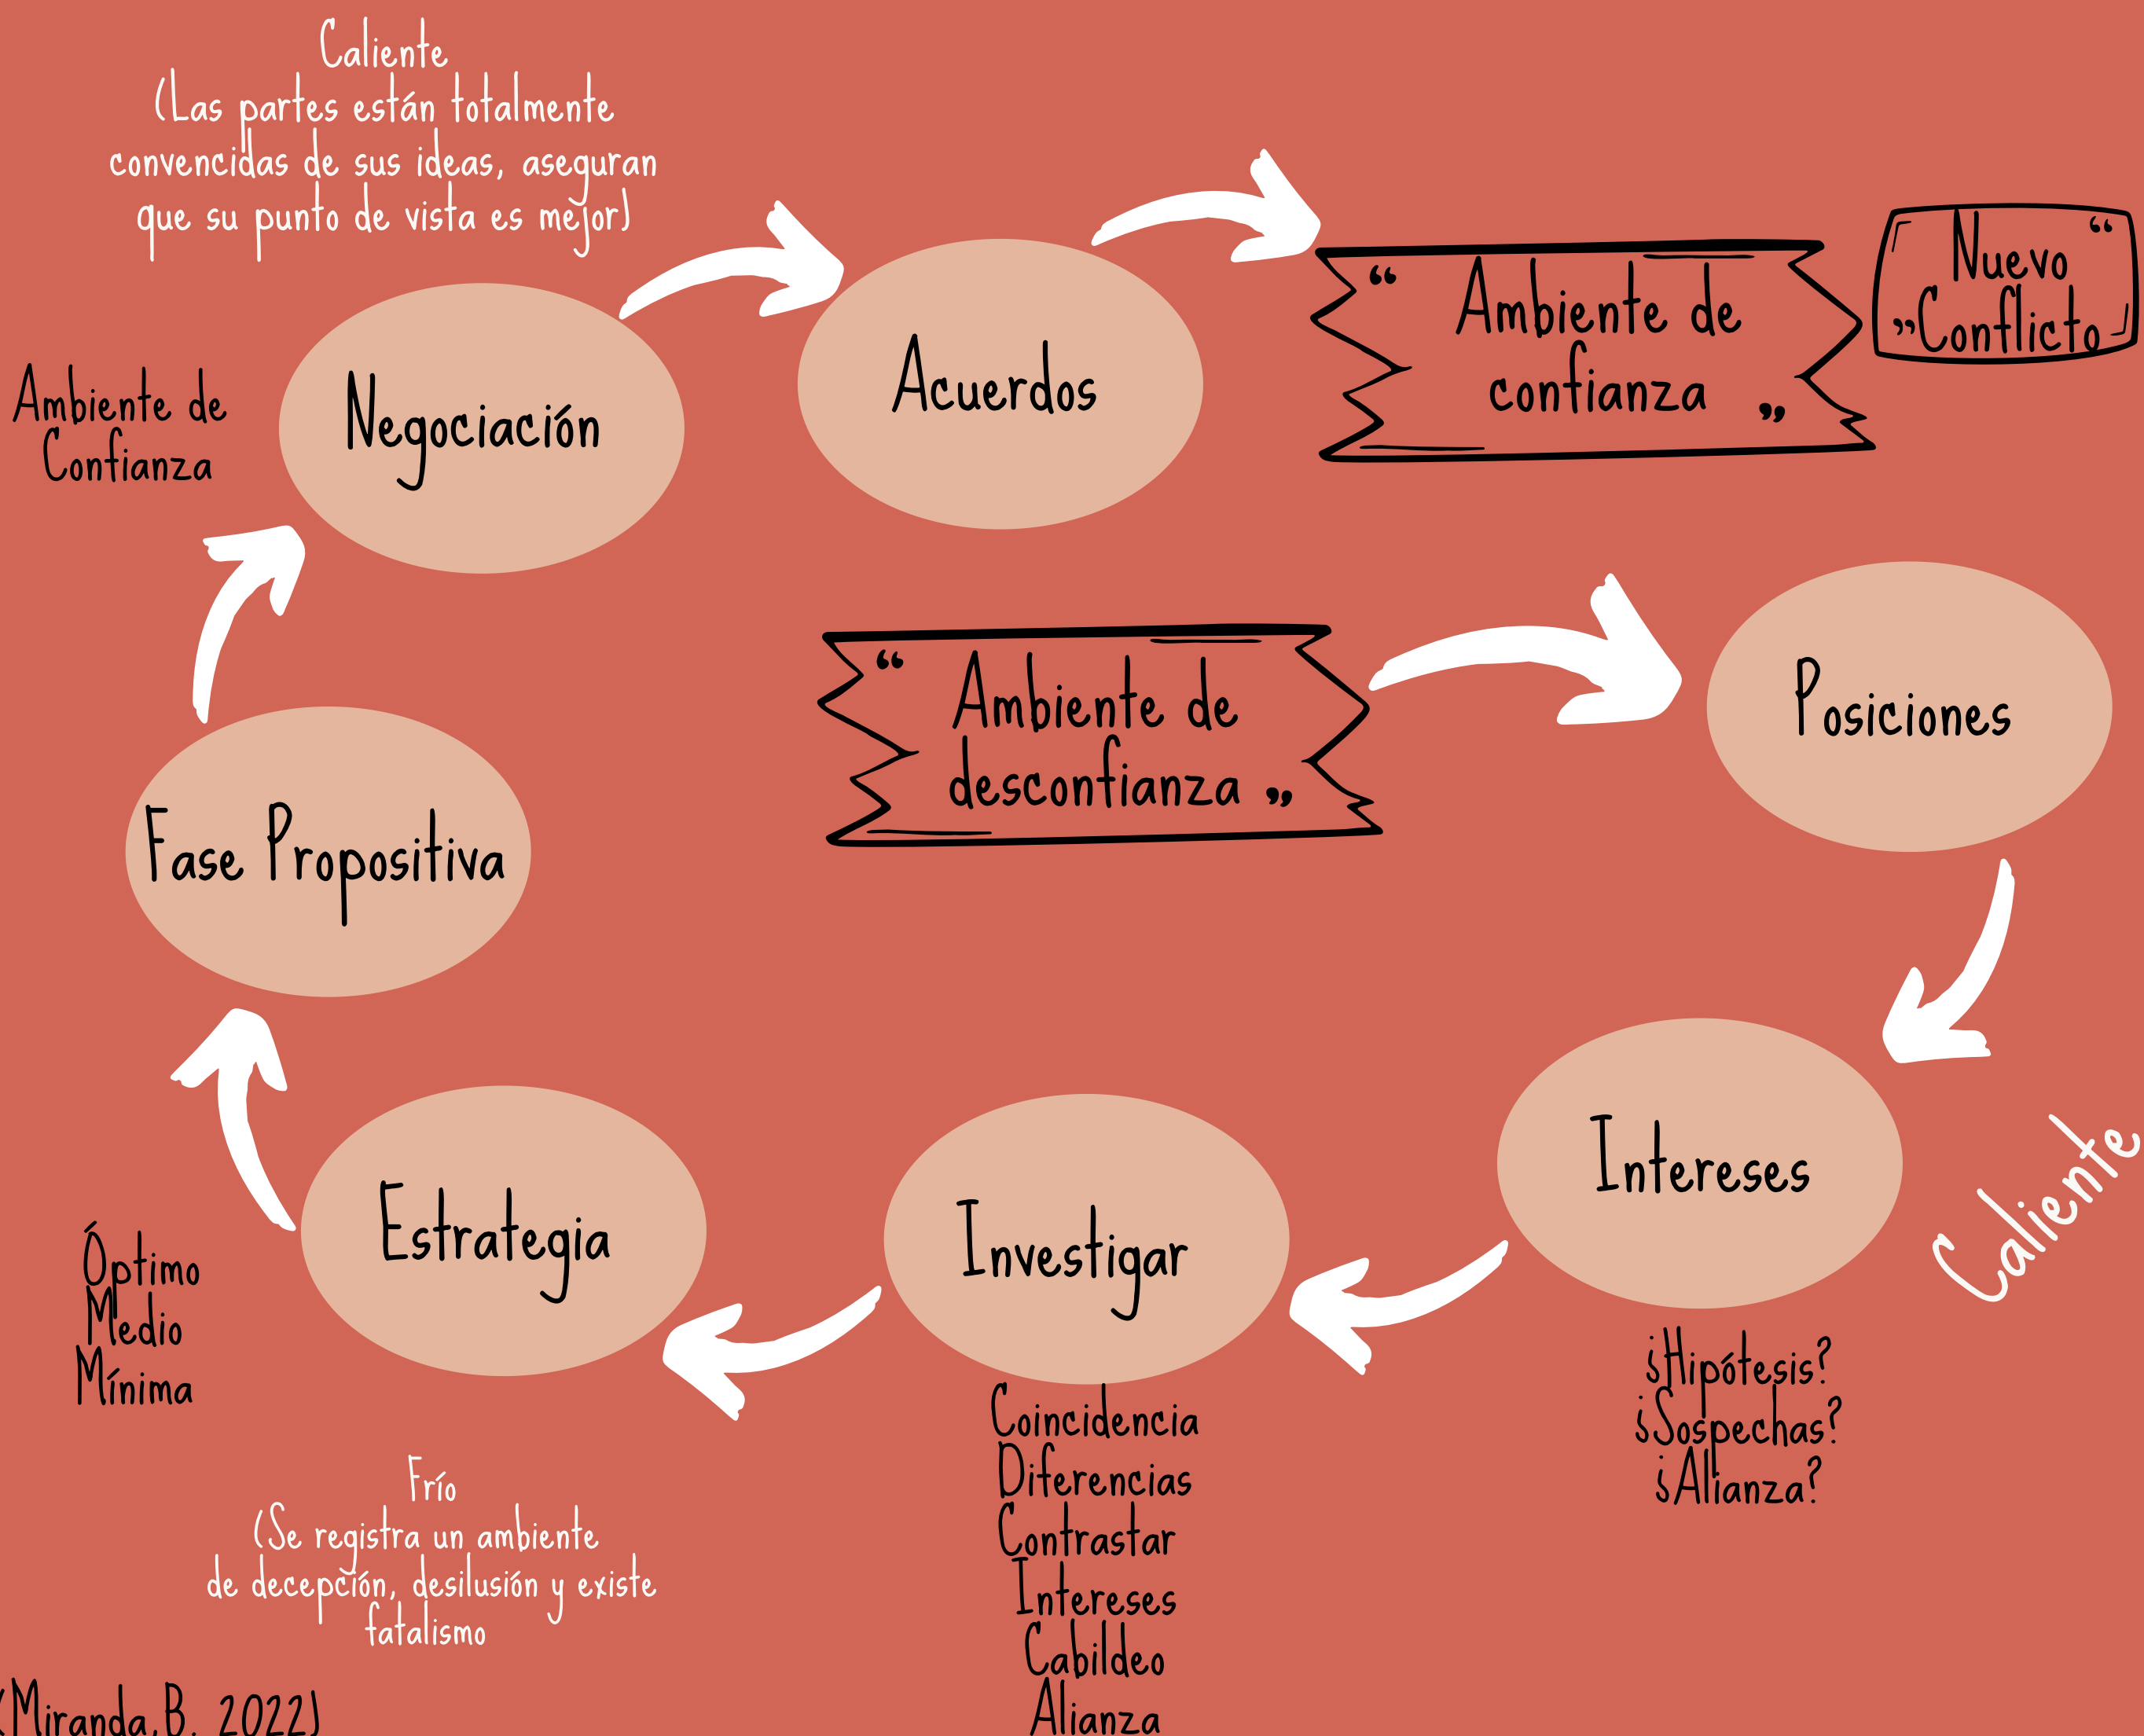 Caliente
(Las partes están totalmente
convencidas de sus ideas, aseguran
que su punto de vista es mejor)
Ambiente de
Confianza
Negociación
Acuerdos
“ Ambiente de
confianza ”
“ Nuevo
” Conflicto
“ Ambiente de
desconfianza ”
Posiciones
Fase Propositiva
Intereses
Caliente
¿Hipótesis?
¿Sospechas?
¿Alianza?
Investigar
Coincidencia
Diferencias
Contrastar
Intereses
Cabildeo
Alianza
Estrategia
Óptimo
Medio
Mínima
Frío
(Se registra un ambiente
de decepción, desilusión y existe
fatalismo
(Miranda,B. 2022)